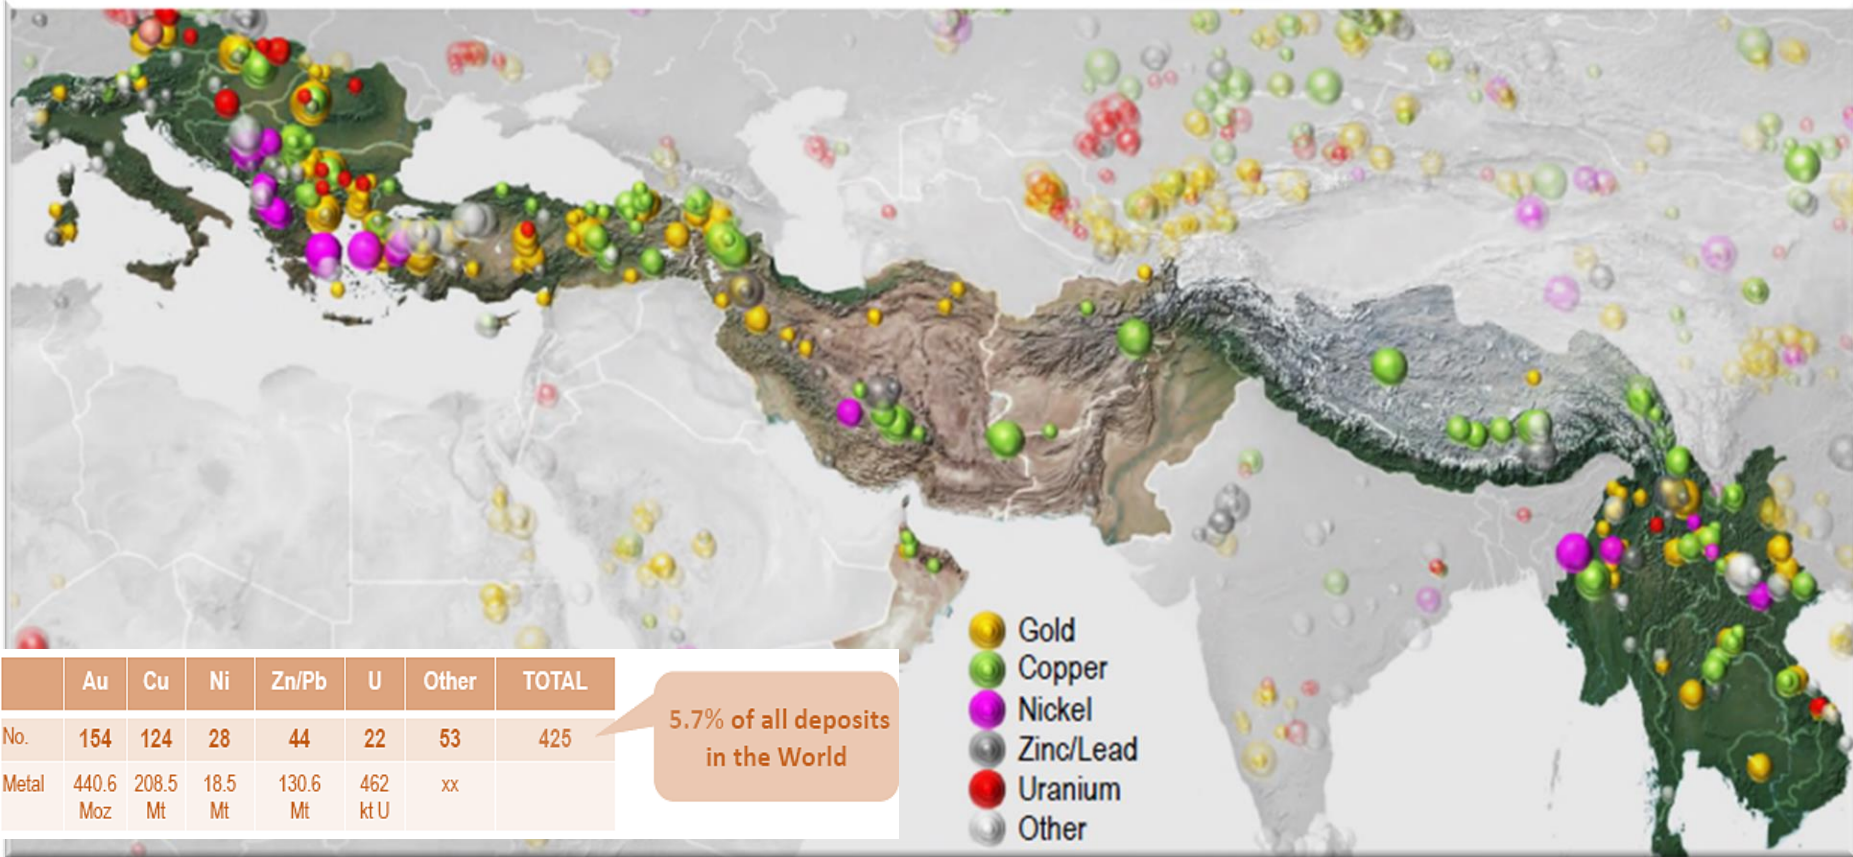 Gold
Copper
Nickel
Zinc/Lead
Uranium
Other
Au Cu Ni Zn/Pb U Other TOTAL
No. 154 124 28 44 22 53 425
Metal 440.6 208.5 18.5 130.6 462 xx
Moz Mt Mt Mt kt U
5.7% of all deposits
in the World